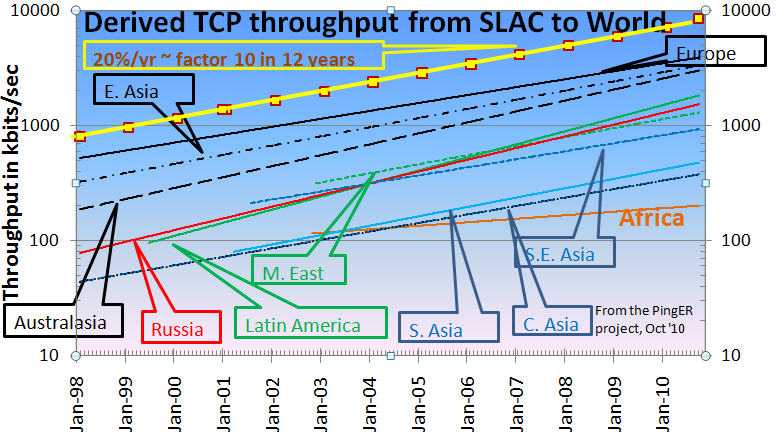 Derived TCP throughput from SLAC to World
10000
10000
20%/yr ~ factor 10 in 12 years
Europe
E. Asia
1000
1000
Throughput in kbits/sec
100
100
Africa
S.E. Asia
M. East
Australasia
Russia
Latin America
S. Asia
C. Asia
From the PingER
project, Oct '10
10
10
Jan-98
Jan-99
Jan-00
Jan-01
Jan-02
Jan-03
Jan-04
Jan-05
Jan-06
Jan-07
Jan-08
Jan-09
Jan-10